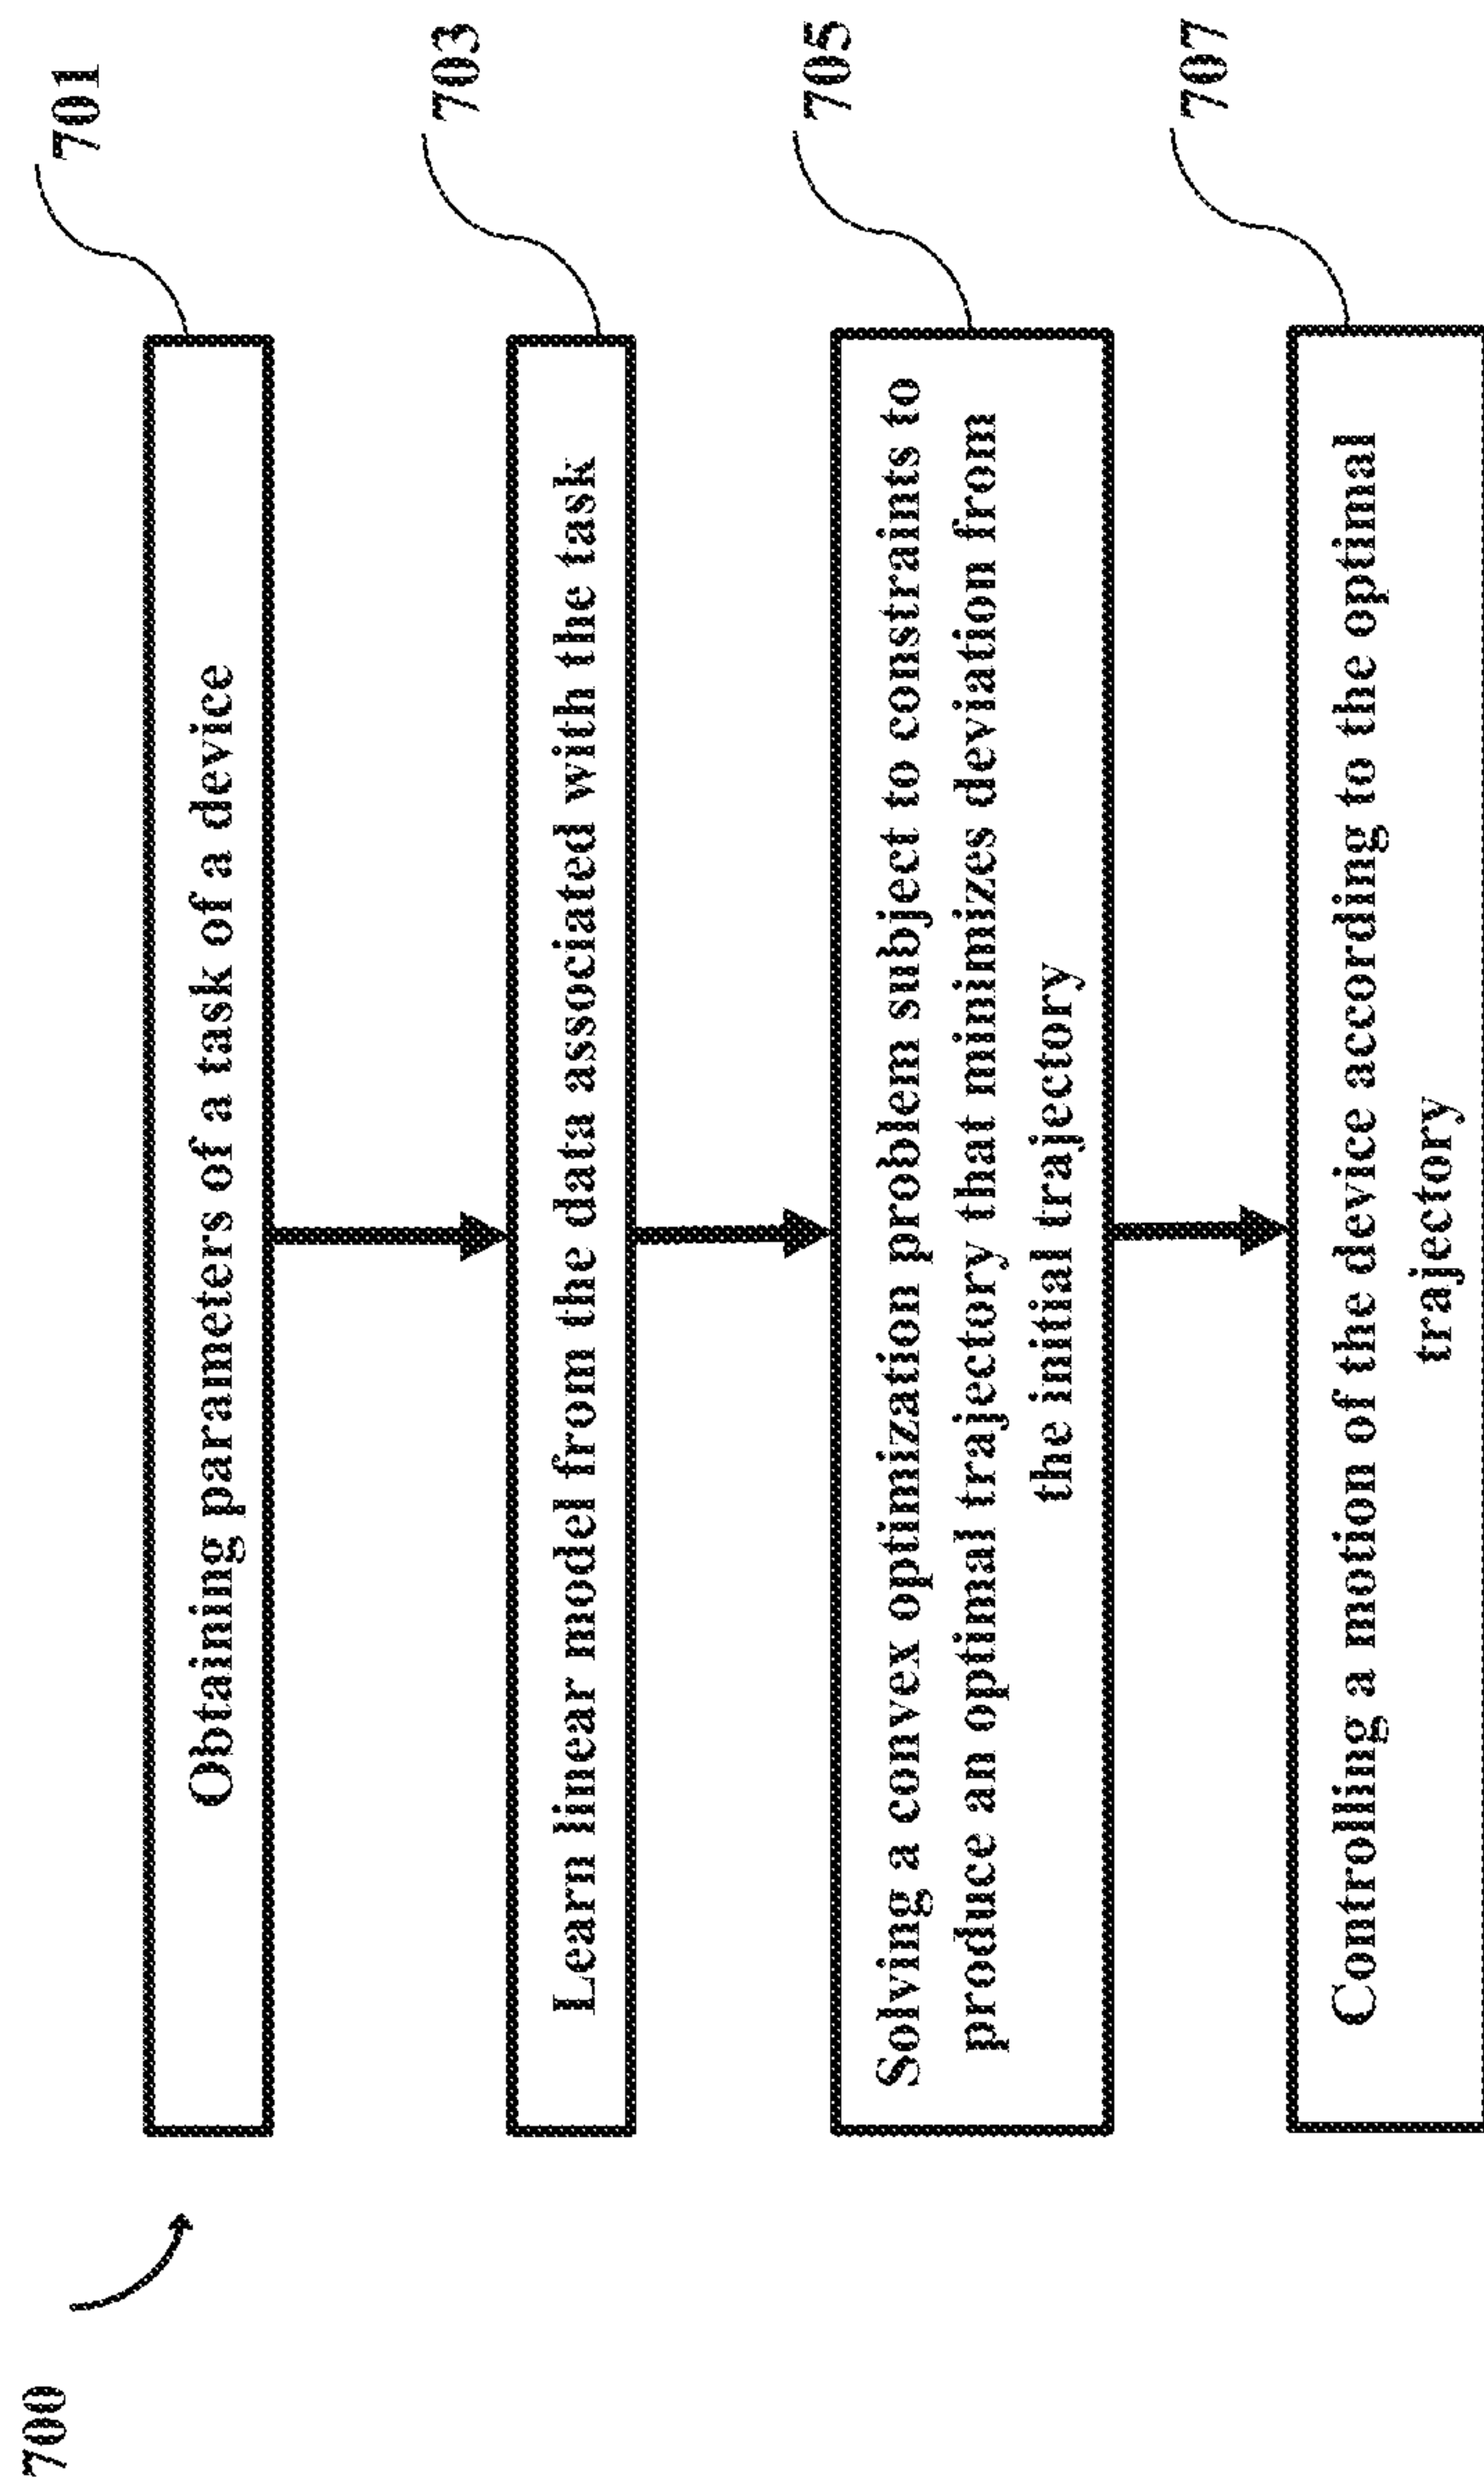 700
701
Obtaining parameters of a task of a device
703
Learn linear model from the data associated with the task
705
Solving a convex optimization problem subject to constraints to
produce an optimal trajectory that minimizes deviation from
the initial trajectory
707
Controlling a motion of the device according to the optimal
trajectory